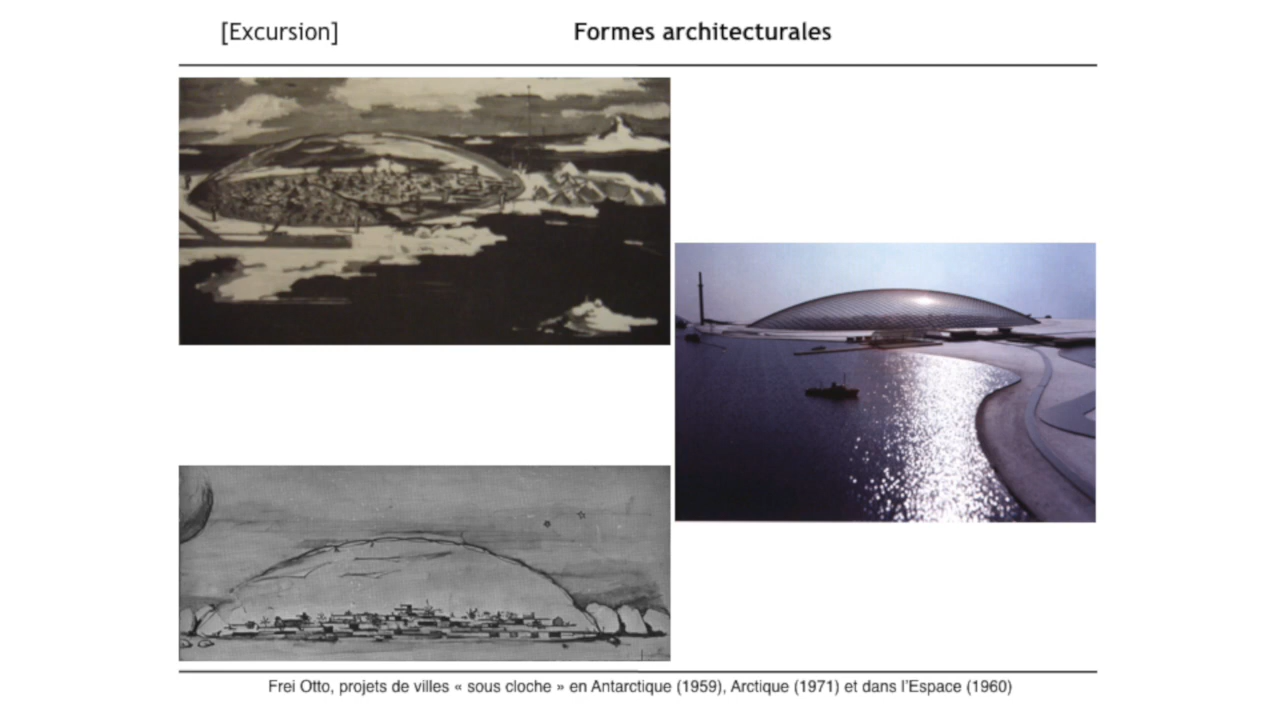 [Excursion]
Formes architecturales
Frei Otto, projets de villes « sous cloche » en Antarctique (1959), Arctique (1971) et dans l'Espace (1960)